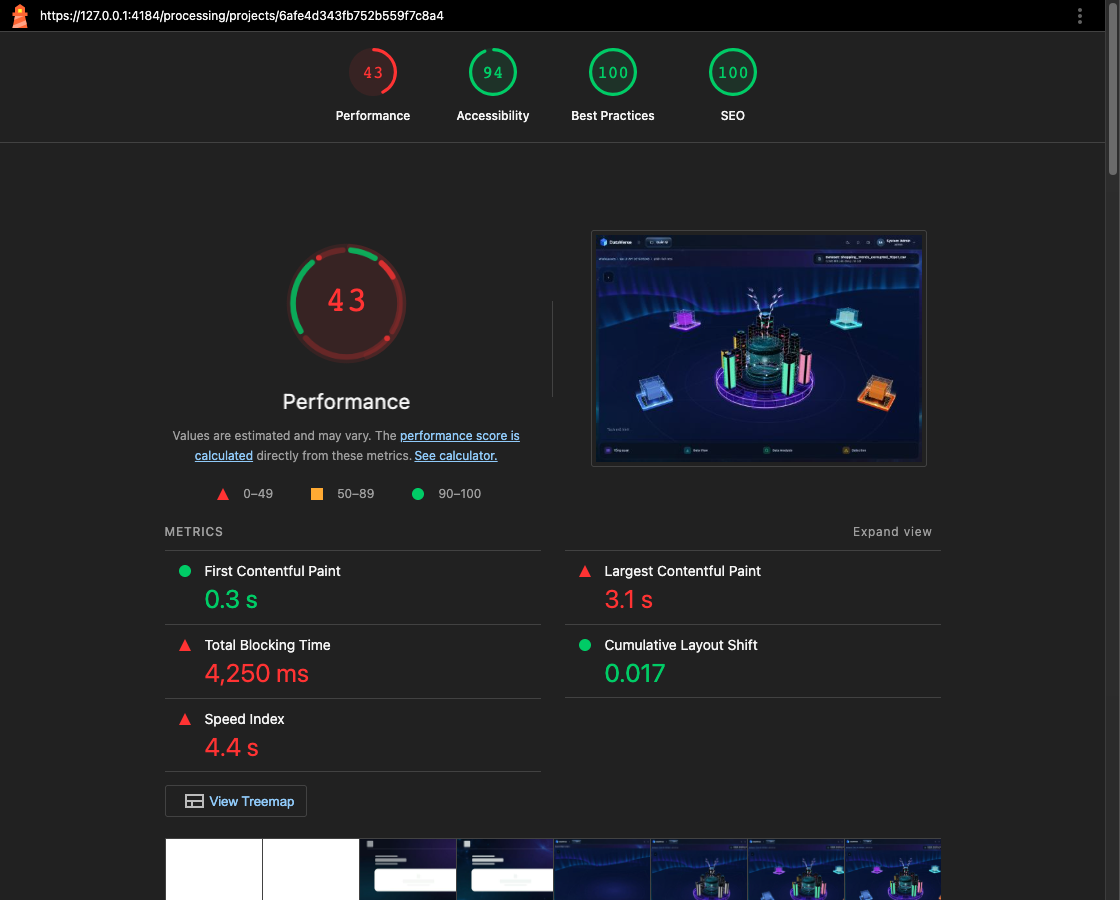 https://127.0.0.1:4184/processing/projects/6afe4d343fb752b559f7c8a4
43
94
100
100
Performance
Accessibility
Best Practices
SEO
43
Performance
Values are estimated and may vary. The performance score is
calculated directly from these metrics. See calculator.
0–49
50–89
90–100
DataVerse
METRICS
Expand view
First Contentful Paint
0.3 s
Largest Contentful Paint
3.1 s
Total Blocking Time
4,250 ms
Cumulative Layout Shift
0.017
Speed Index
4.4 s
View Treemap